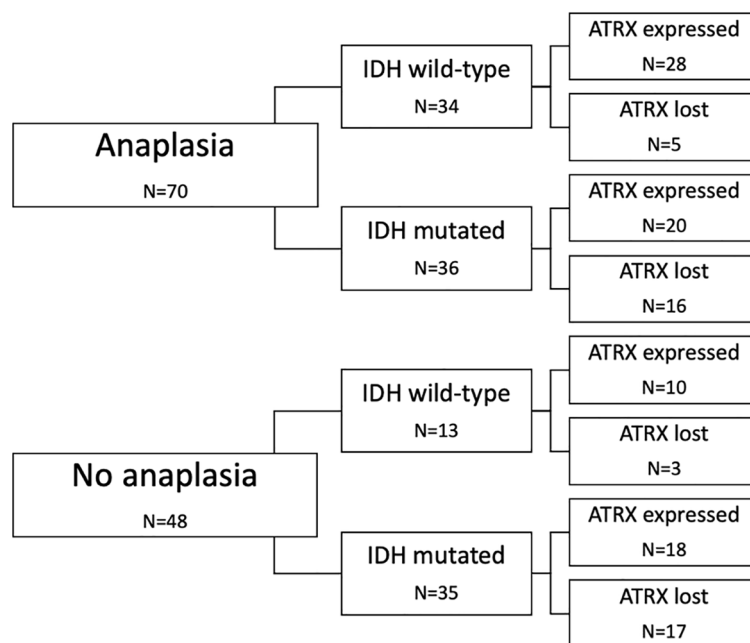 Anaplasia
N=70
IDH wild-type
N=34
ATRX expressed
N=28
ATRX lost
N=5
IDH mutated
N=36
ATRX expressed
N=20
ATRX lost
N=16
No anaplasia
N=48
IDH wild-type
N=13
ATRX expressed
N=10
ATRX lost
N=3
IDH mutated
N=35
ATRX expressed
N=18
ATRX lost
N=17